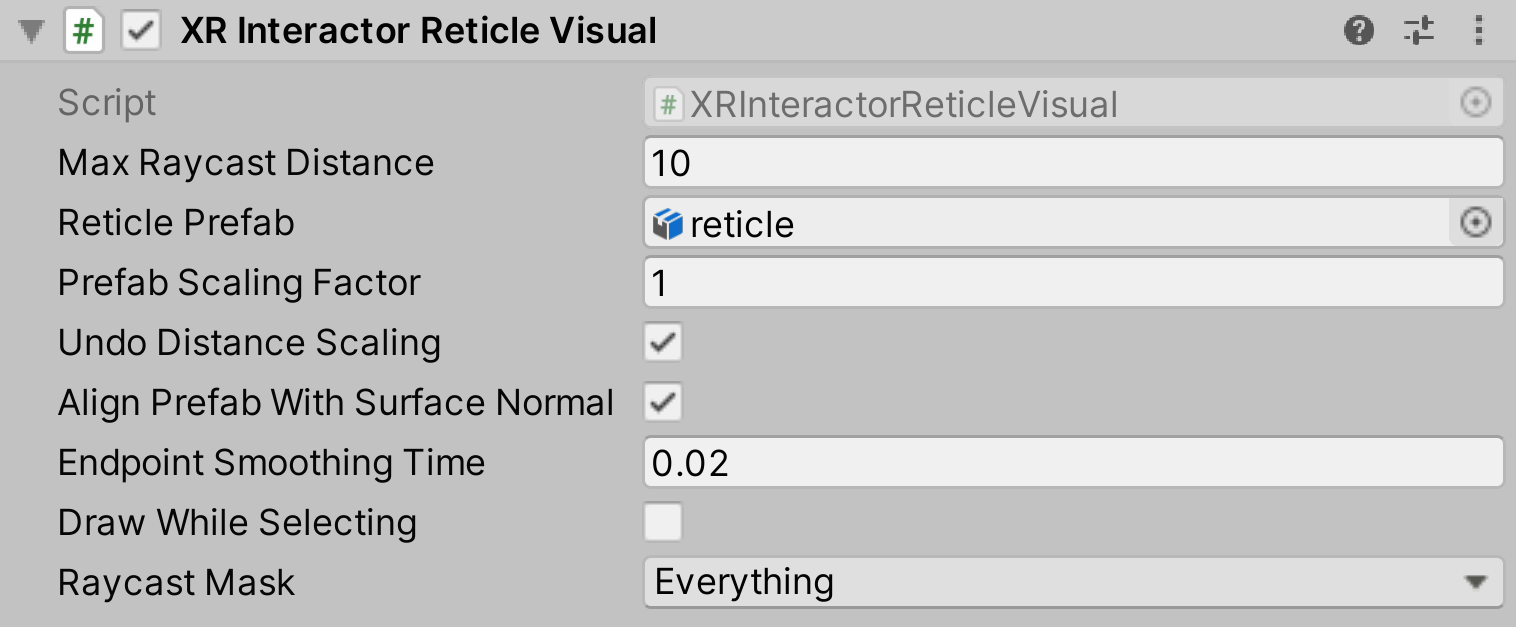 XR Interactor Reticle Visual
Script # XRInteractorReticleVisual
Max Raycast Distance 10
Reticle Prefab reticle
Prefab Scaling Factor 1
Undo Distance Scaling
Align Prefab With Surface Normal
Endpoint Smoothing Time 0.02
Draw While Selecting
Raycast Mask Everything